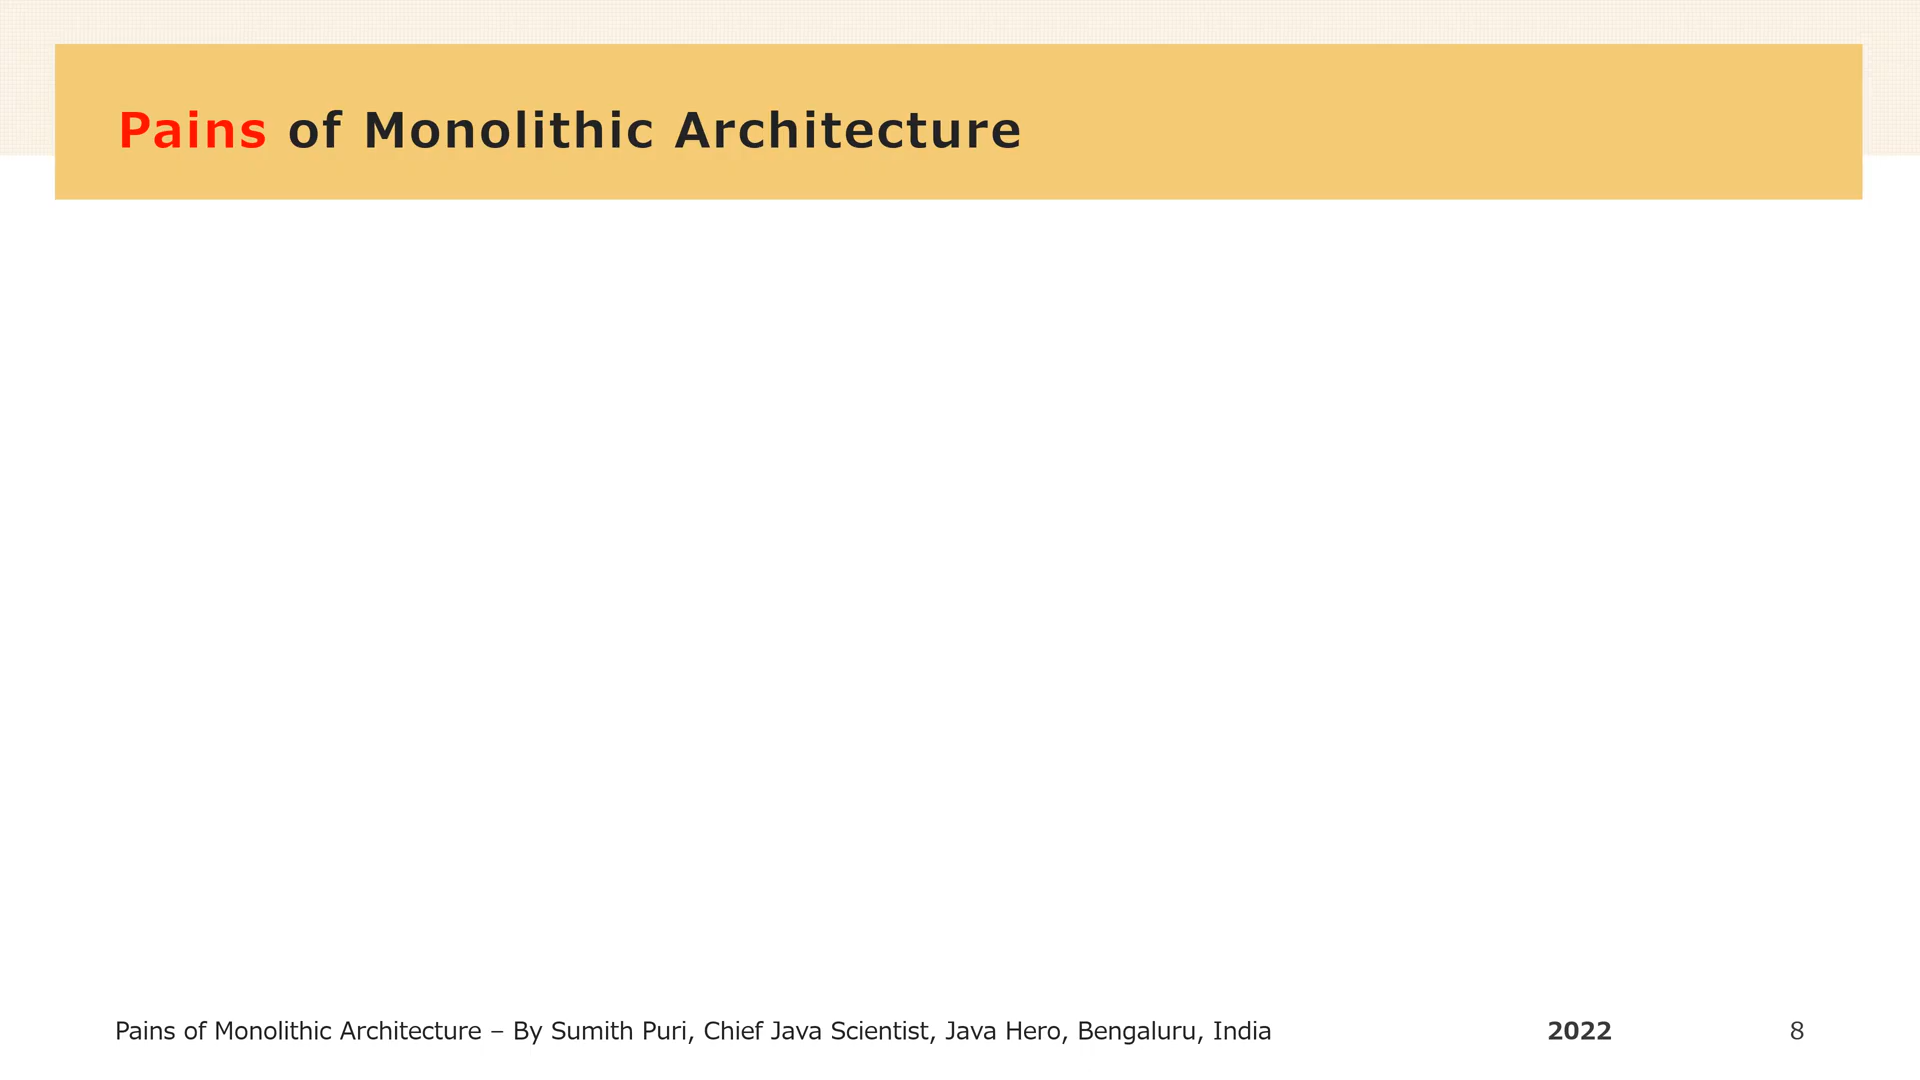 Pains of Monolithic Architecture
Pains of Monolithic Architecture – By Sumith Puri, Chief Java Scientist, Java Hero, Bengaluru, India 2022 8